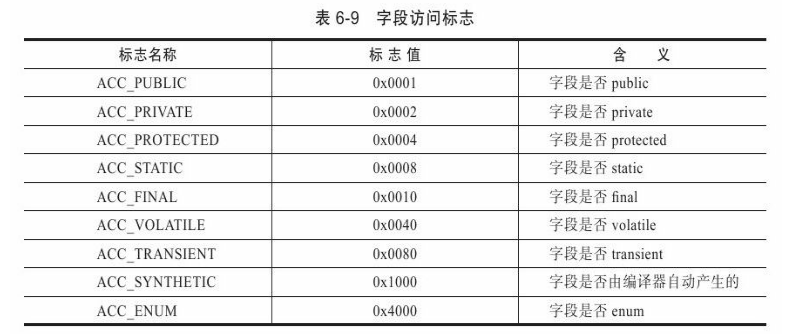 表 6-9 字段访问标志
标志名称 标 志 值 含 义
ACC_PUBLIC 0x0001 字段是否 public
ACC_PRIVATE 0x0002 字段是否 private
ACC_PROTECTED 0x0004 字段是否 protected
ACC_STATIC 0x0008 字段是否 static
ACC_FINAL 0x0010 字段是否 final
ACC_VOLATILE 0x0040 字段是否 volatile
ACC_TRANSIENT 0x0080 字段是否 transient
ACC_SYNTHETIC 0x1000 字段是否由编译器自动产生的
ACC_ENUM 0x4000 字段是否 enum